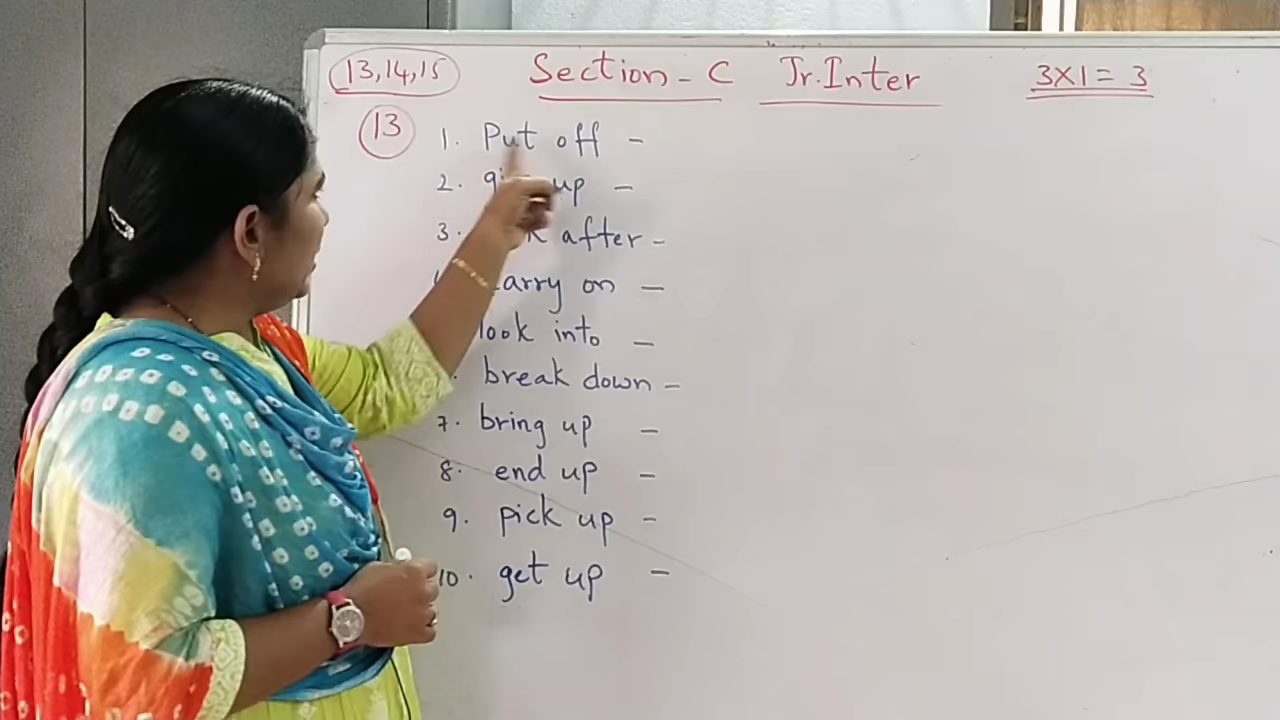 13,14,15 Section - C Jr. Inter 3x1 = 3
13 1. Put off -
2. up -
3. after -
carry on -
look into -
break down -
7. bring up -
8. end up -
9. pick up -
10. get up -